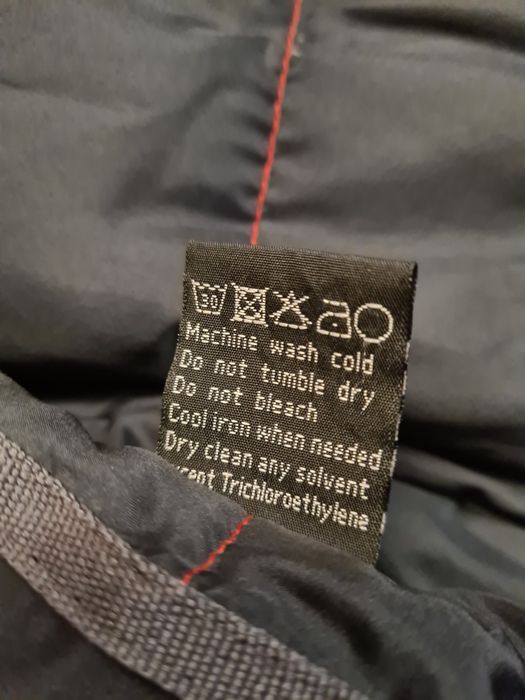 30
Machine wash cold
Do not tumble dry
Do not bleach
Cool iron when needed
Dry clean any solvent
Trichloroethylene